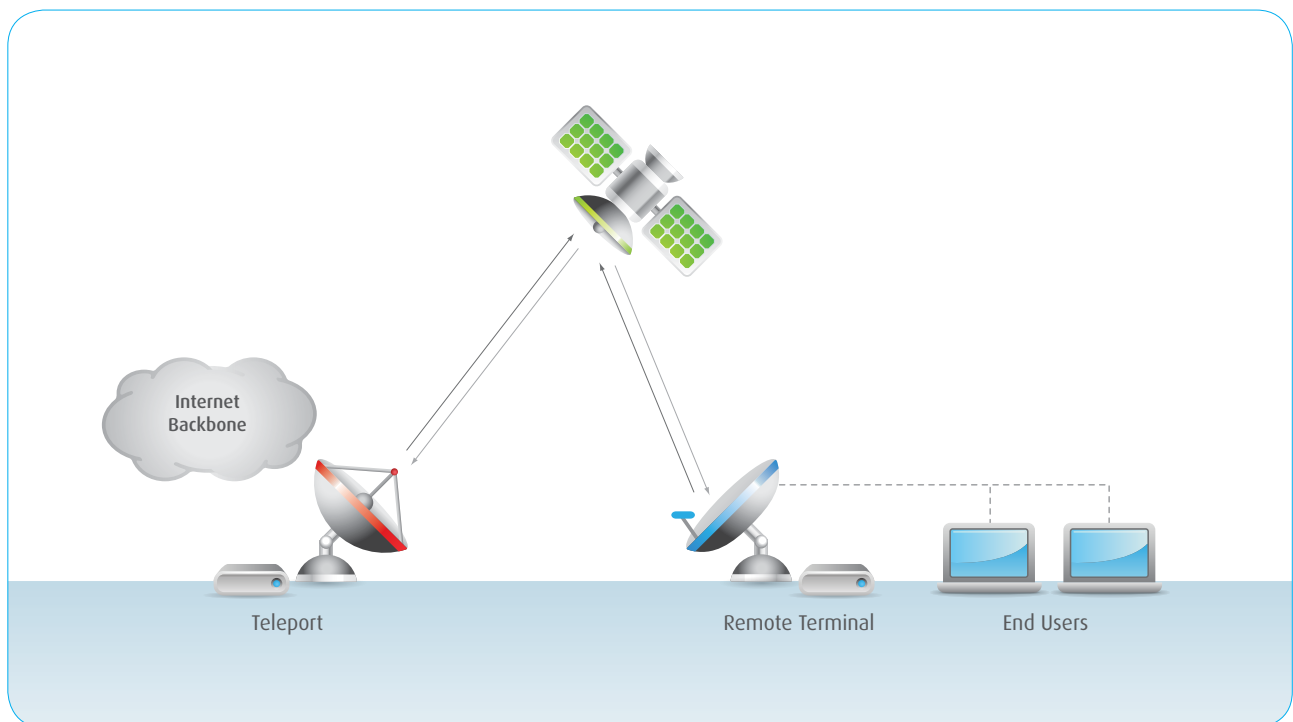 Internet
Backbone
Teleport
Remote Terminal
End Users